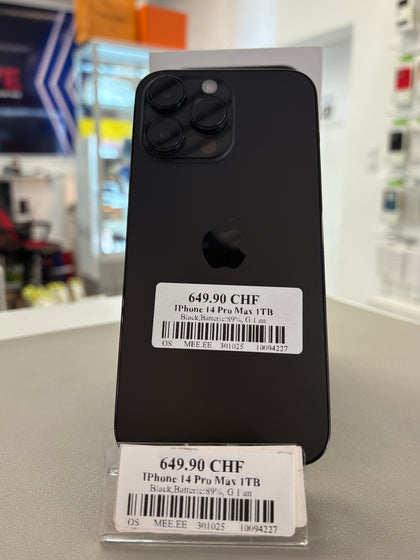 649.90 CHF
IPhone 14 Pro Max 1TB
Black,Batterie:89%, G 1 an
OS MEE.EE 301025 10094227
649.90 CHF
IPhone 14 Pro Max 1TB
Black,Batterie:89%, G 1 an
OS MEE.EE 301025 10094227